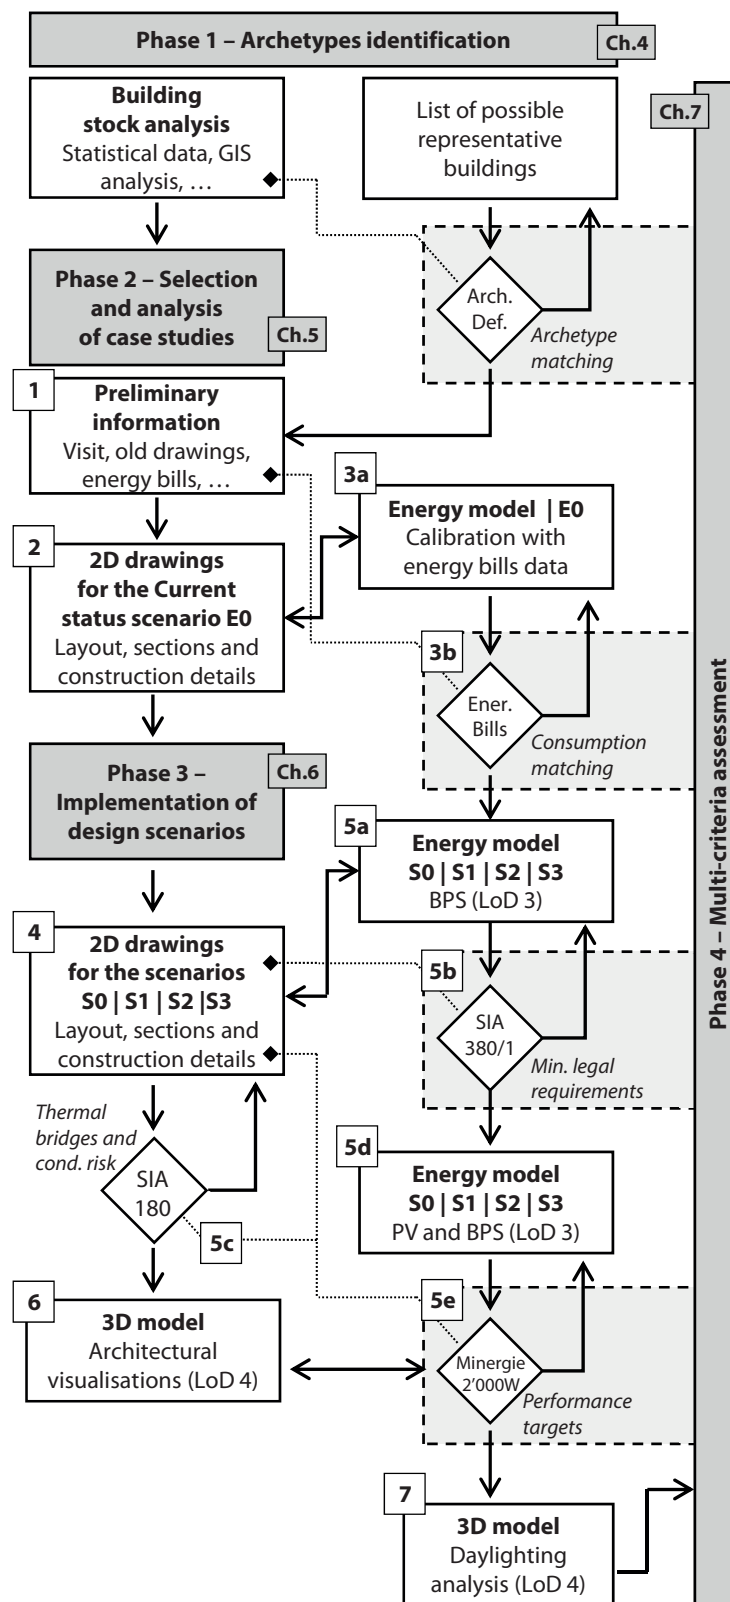 Phase 1 – Archetypes identification
Ch.4
Building
stock analysis
Statistical data, GIS
analysis, …
List of possible
representative
buildings
Ch.7
Phase 2 – Selection
and analysis
of case studies
Ch.5
Arch.
Def.
Archetype
matching
1
Preliminary
information
Visit, old drawings,
energy bills, …
3a
Energy model | E0
Calibration with
energy bills data
2
2D drawings
for the Current
status scenario E0
Layout, sections and
construction details
3b
Ener.
Bills
Consumption
matching
Phase 3 –
Implementation of
design scenarios
Ch.6
5a
Energy model
S0 | S1 | S2 | S3
BPS (LoD 3)
4
2D drawings
for the scenarios
S0 | S1 | S2 |S3
Layout, sections and
construction details
5b
SIA
380/1
Min. legal
requirements
Thermal
bridges and
cond. risk
SIA
180
5c
5d
Energy model
S0 | S1 | S2 | S3
PV and BPS (LoD 3)
6
3D model
Architectural
visualisations (LoD 4)
5e
Minergie
2'000W
Performance
targets
7
3D model
Daylighting
analysis (LoD 4)
Phase 4 – Multi-criteria assessment